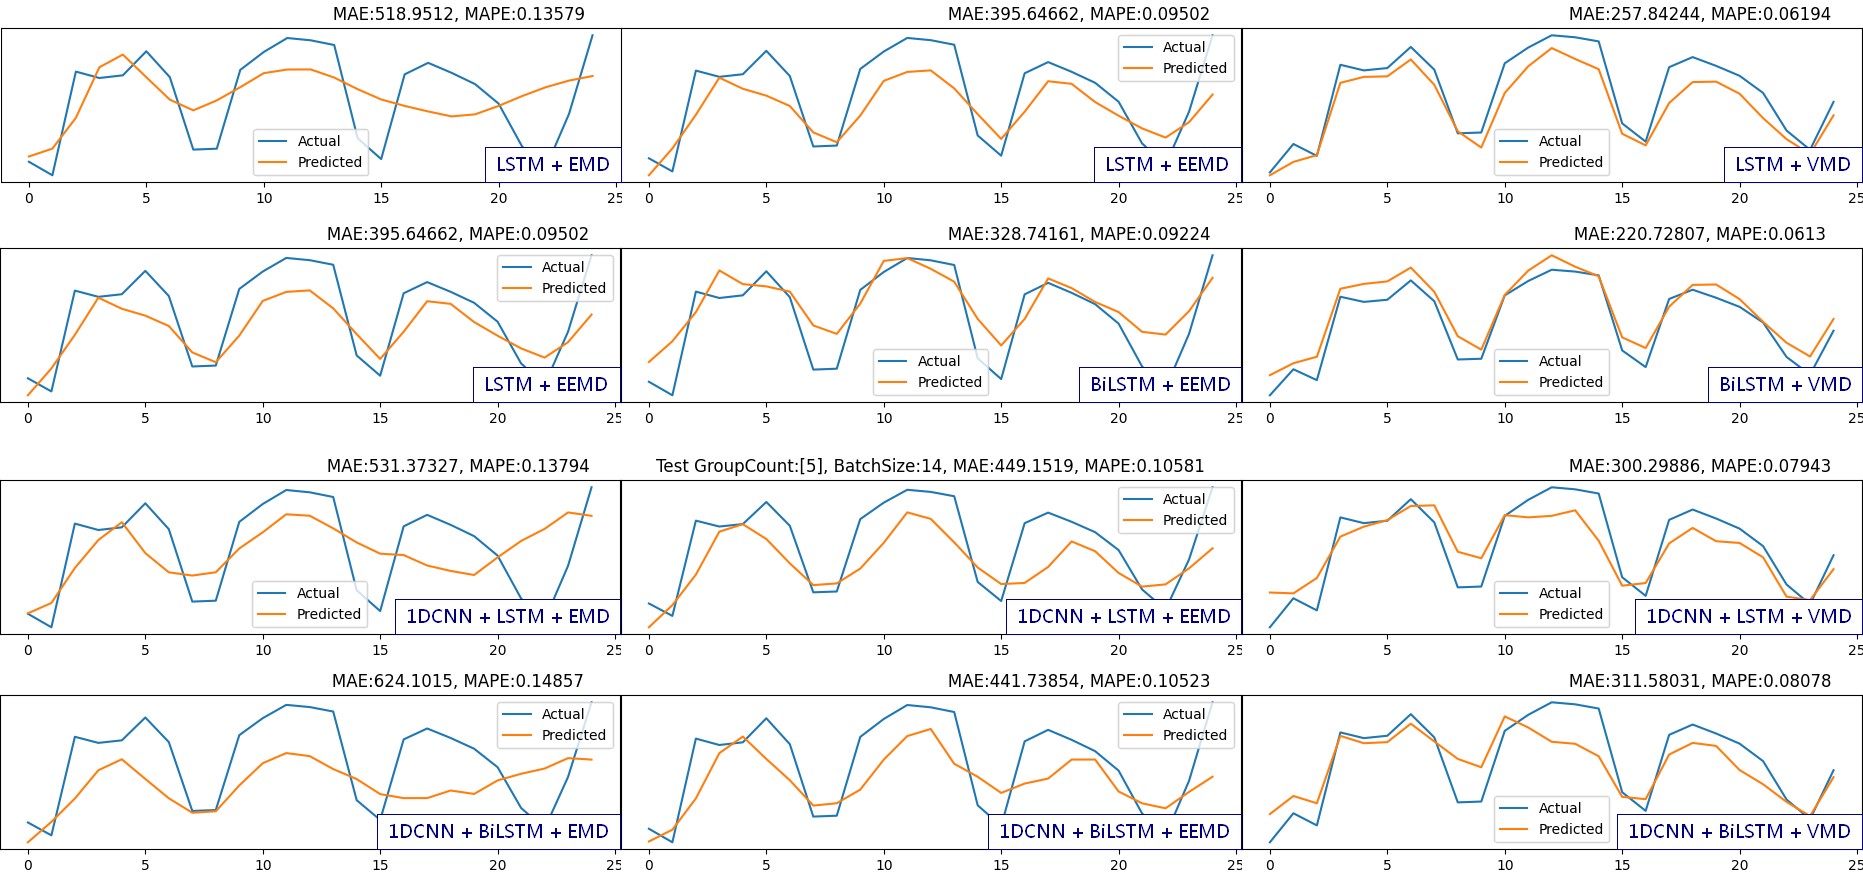 MAE:518.9512, MAPE:0.13579
Actual
Predicted
LSTM + EMD
0 5 10 15 20 25
MAE:395.64662, MAPE:0.09502
Actual
Predicted
LSTM + EEMD
0 5 10 15 20 25
MAE:257.84244, MAPE:0.06194
Actual
Predicted
LSTM + VMD
0 5 10 15 20 25
MAE:395.64662, MAPE:0.09502
Actual
Predicted
LSTM + EEMD
0 5 10 15 20 25
MAE:328.74161, MAPE:0.09224
Actual
Predicted
BiLSTM + EEMD
0 5 10 15 20 25
MAE:220.72807, MAPE:0.0613
Actual
Predicted
BiLSTM + VMD
0 5 10 15 20 25
MAE:531.37327, MAPE:0.13794
Actual
Predicted
1DCNN + LSTM + EMD
0 5 10 15 20 25
Test GroupCount:[5], BatchSize:14, MAE:449.1519, MAPE:0.10581
Actual
Predicted
1DCNN + LSTM + EEMD
0 5 10 15 20 25
MAE:300.29886, MAPE:0.07943
Actual
Predicted
1DCNN + LSTM + VMD
0 5 10 15 20 25
MAE:624.1015, MAPE:0.14857
Actual
Predicted
1DCNN + BiLSTM + EMD
0 5 10 15 20 25
MAE:441.73854, MAPE:0.10523
Actual
Predicted
1DCNN + BiLSTM + EEMD
0 5 10 15 20 25
MAE:311.58031, MAPE:0.08078
Actual
Predicted
1DCNN + BiLSTM + VMD
0 5 10 15 20 25